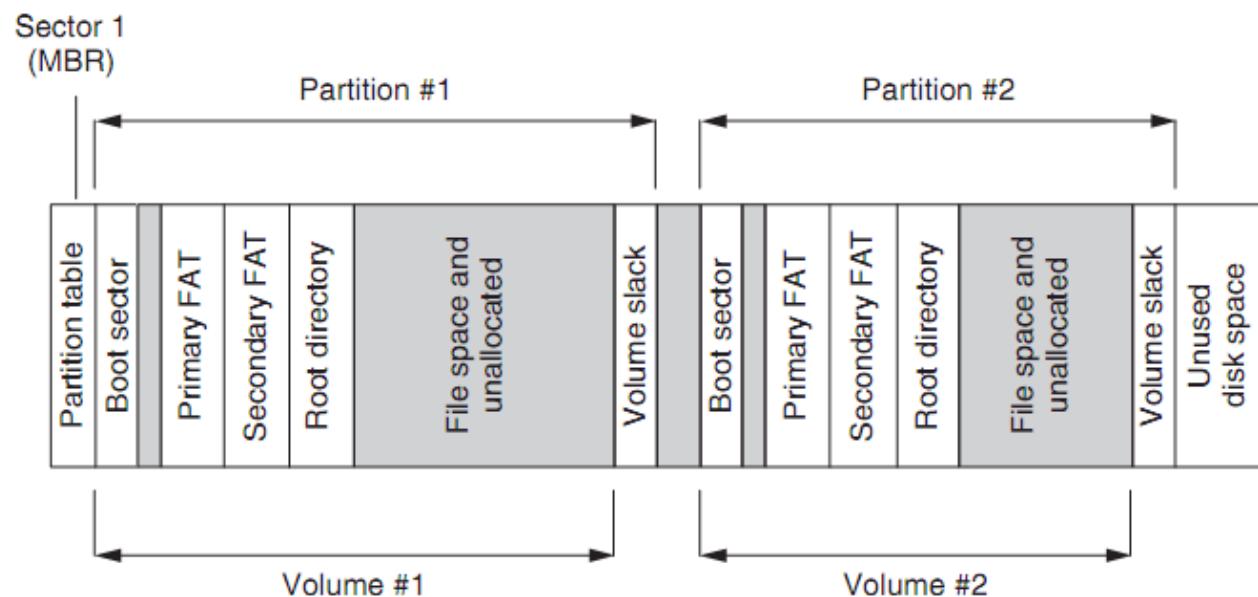 Sector 1
(MBR)
Partition #1
Partition #2
Partition table
Boot sector
Primary FAT
Secondary FAT
Root directory
File space and
unallocated
Volume slack
Boot sector
Primary FAT
Secondary FAT
Root directory
File space and
unallocated
Volume slack
Unused
disk space
Volume #1
Volume #2